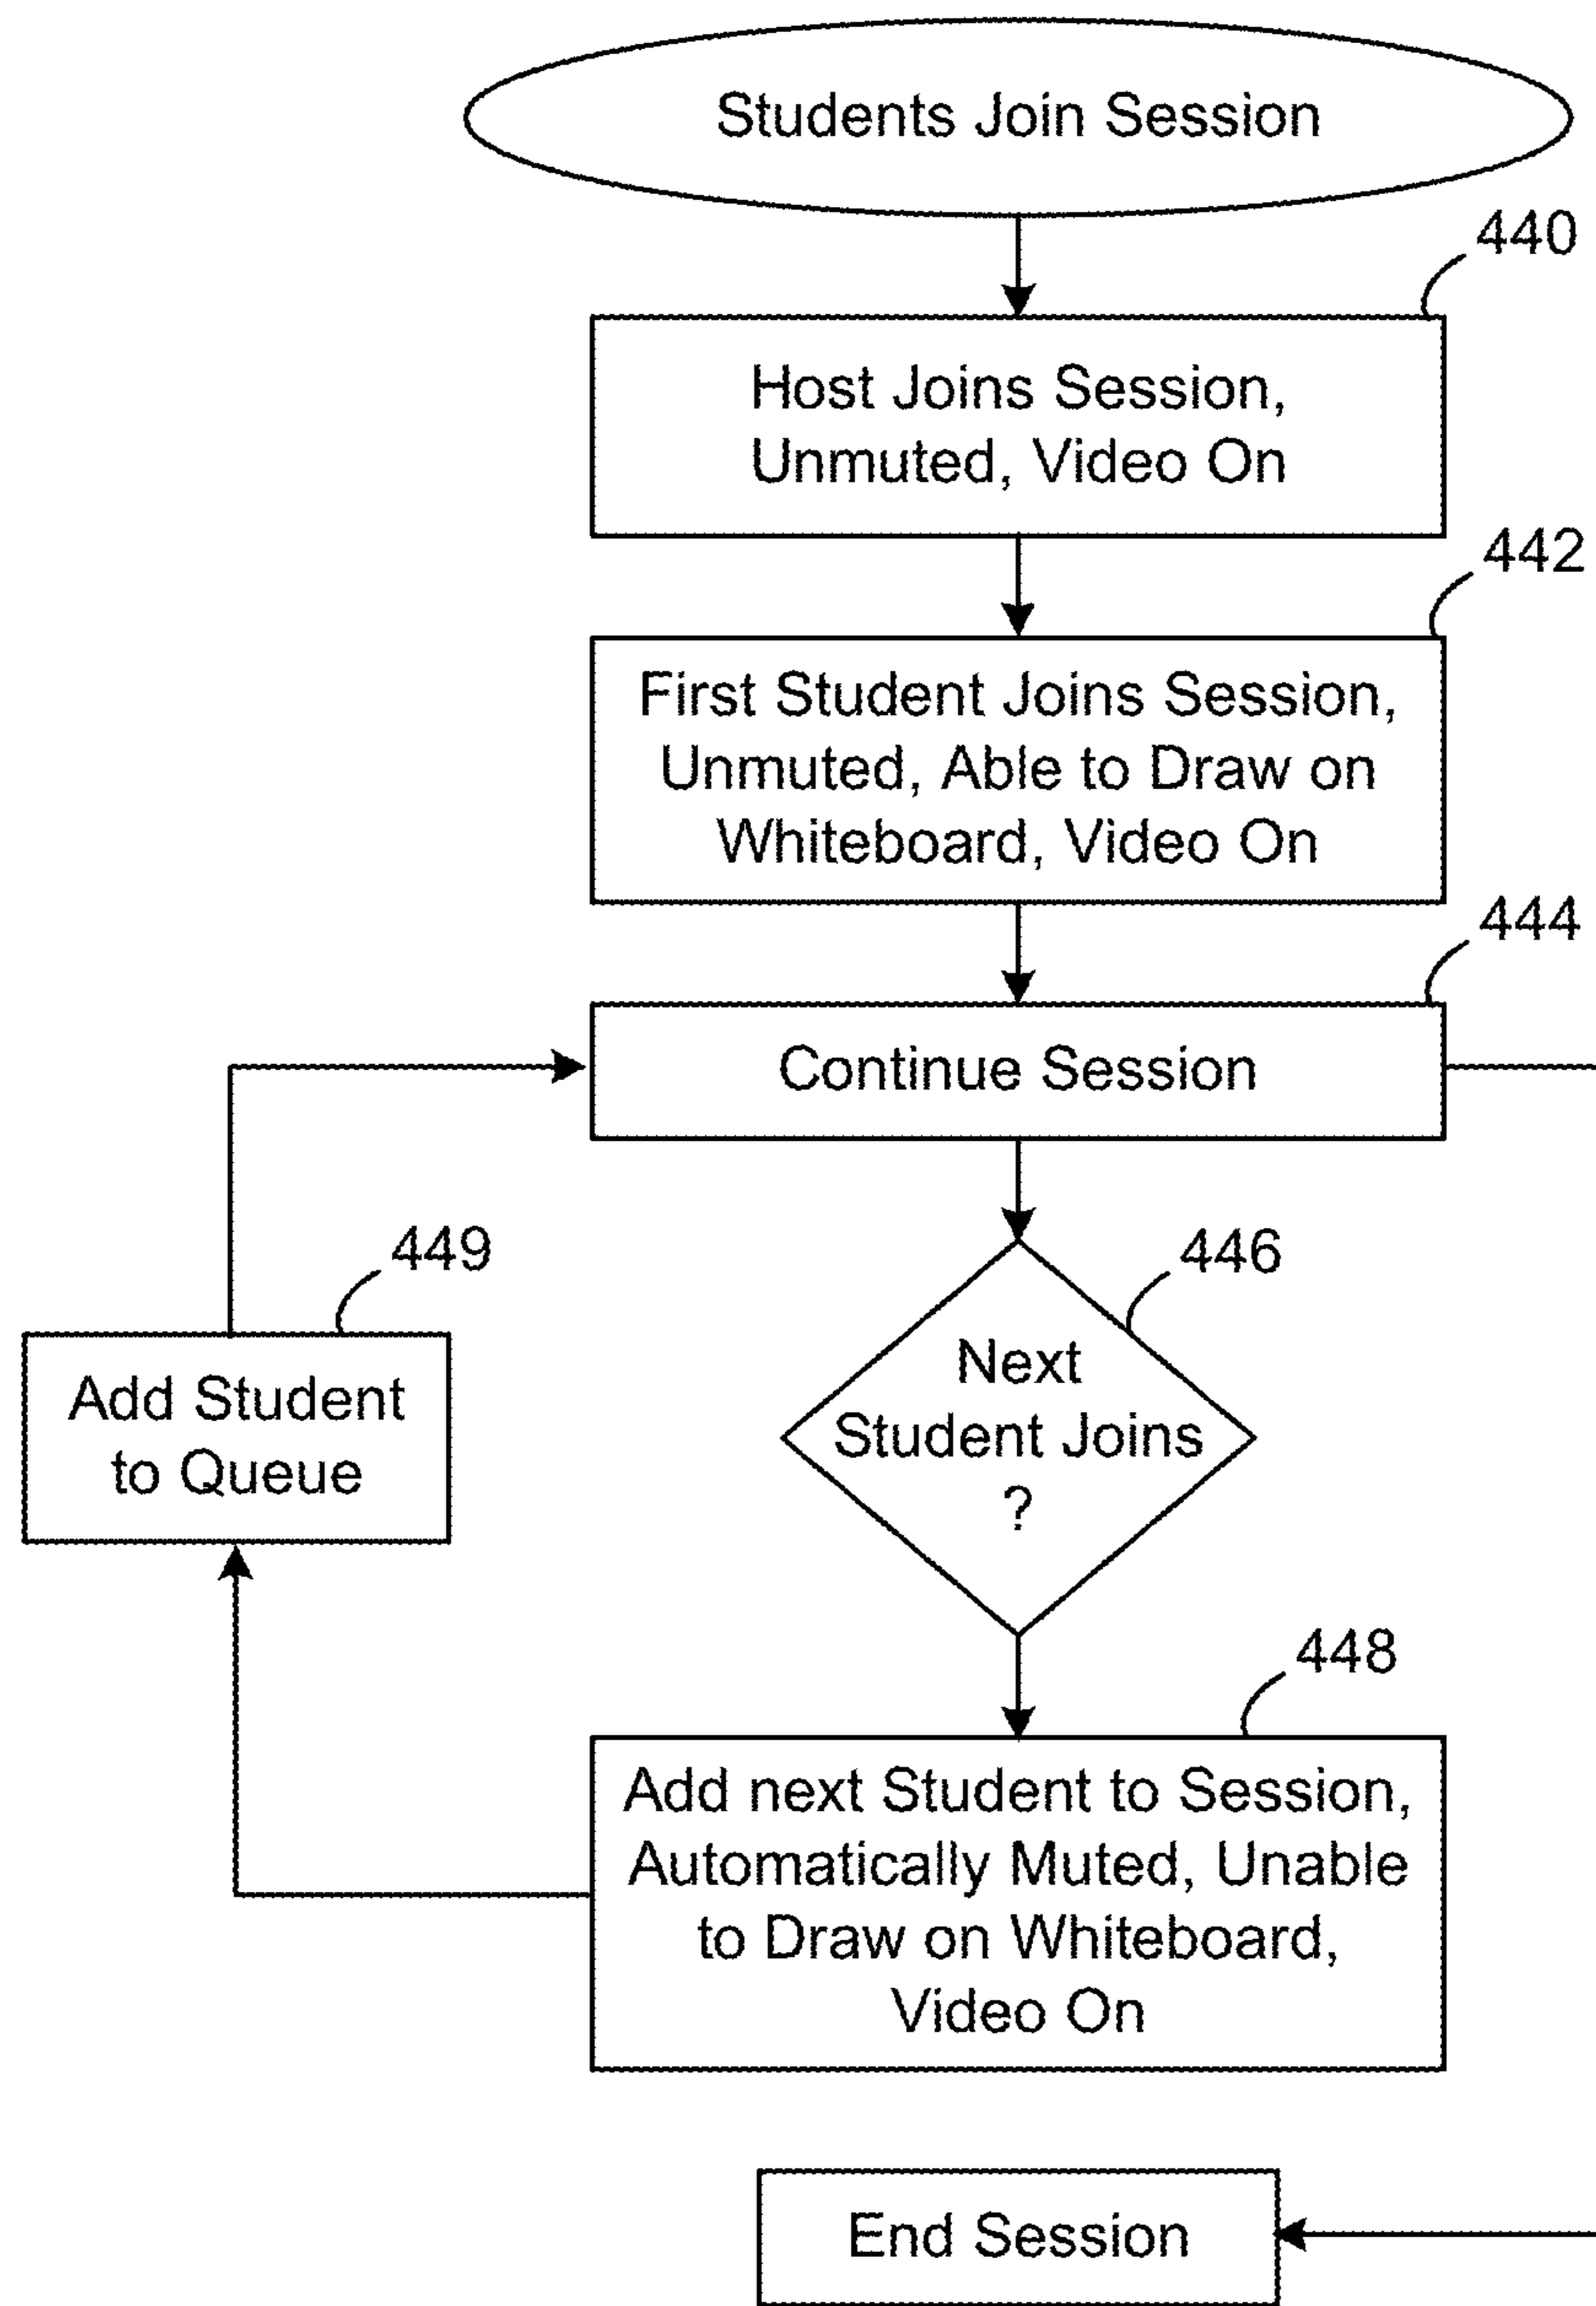 Students Join Session
440
Host Joins Session,
Unmuted, Video On
442
First Student Joins Session,
Unmuted, Able to Draw on
Whiteboard, Video On
444
Continue Session
449
Add Student
to Queue
446
Next
Student Joins
?
448
Add next Student to Session,
Automatically Muted, Unable
to Draw on Whiteboard,
Video On
End Session